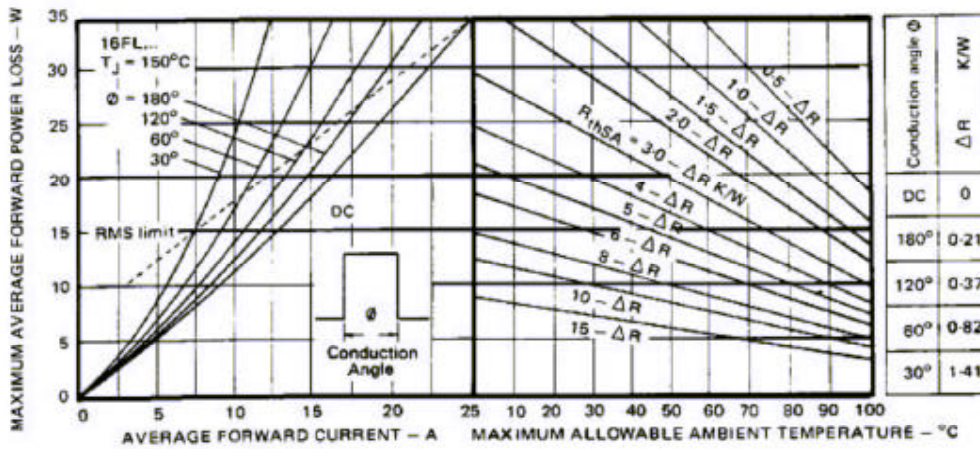 MAXIMUM AVERAGE FORWARD POWER LOSS – W
35
30
25
20
15
10
5
0
16FL...
TJ = 150°C
Ø = 180°
120°
60°
30°
RMS limit
DC
Ø
Conduction
Angle
0 5 10 15 20 25
AVERAGE FORWARD CURRENT – A
0·5 – ΔR
1·0 – ΔR
1·5 – ΔR
2·0 – ΔR
RthSA = 3·0 – ΔR K/W
4 – ΔR
5 – ΔR
6 – ΔR
8 – ΔR
10 – ΔR
15 – ΔR
10 20 30 40 50 60 70 80 90 100
MAXIMUM ALLOWABLE AMBIENT TEMPERATURE – °C
Conduction angle Ø ΔR K/W
DC 0
180° 0·21
120° 0·37
60° 0·82
30° 1·41